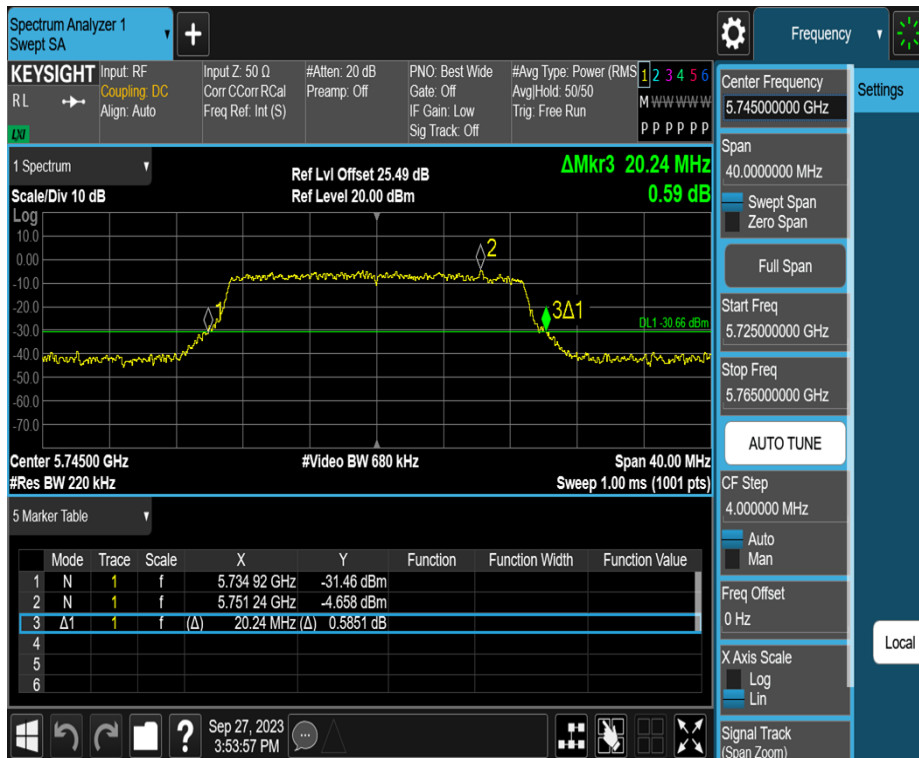 Spectrum Analyzer 1
Swept SA
+
Frequency
KEYSIGHT
R L
LXI
Input: RF
Coupling: DC
Align: Auto
Input Z: 50 Ω
Corr CCorr RCal
Freq Ref: Int (S)
#Atten: 20 dB
Preamp: Off
PNO: Best Wide
Gate: Off
IF Gain: Low
Sig Track: Off
#Avg Type: Power (RMS
Avg|Hold: 50/50
Trig: Free Run
1 2 3 4 5 6
M W W W W W
P P P P P P
1 Spectrum
Scale/Div 10 dB
Ref Lvl Offset 25.49 dB
Ref Level 20.00 dBm
ΔMkr3 20.24 MHz
0.59 dB
Log
10.0
0.00
-10.0
-20.0
-30.0
-40.0
-50.0
-60.0
-70.0
1
2
3Δ1
DL1 -30.66 dBm
Center 5.74500 GHz
#Video BW 680 kHz
Span 40.00 MHz
#Res BW 220 kHz
Sweep 1.00 ms (1001 pts)
5 Marker Table
Mode Trace Scale X Y Function Function Width Function Value
1 N 1 f 5.734 92 GHz -31.46 dBm
2 N 1 f 5.751 24 GHz -4.658 dBm
3 Δ1 1 f (Δ) 20.24 MHz (Δ) 0.5851 dB
4
5
6
?
Sep 27, 2023
3:53:57 PM
Center Frequency
5.745000000 GHz
Span
40.0000000 MHz
Swept Span
Zero Span
Full Span
Start Freq
5.725000000 GHz
Stop Freq
5.765000000 GHz
AUTO TUNE
CF Step
4.000000 MHz
Auto
Man
Freq Offset
0 Hz
X Axis Scale
Log
Lin
Signal Track
(Span Zoom)
Settings
Local